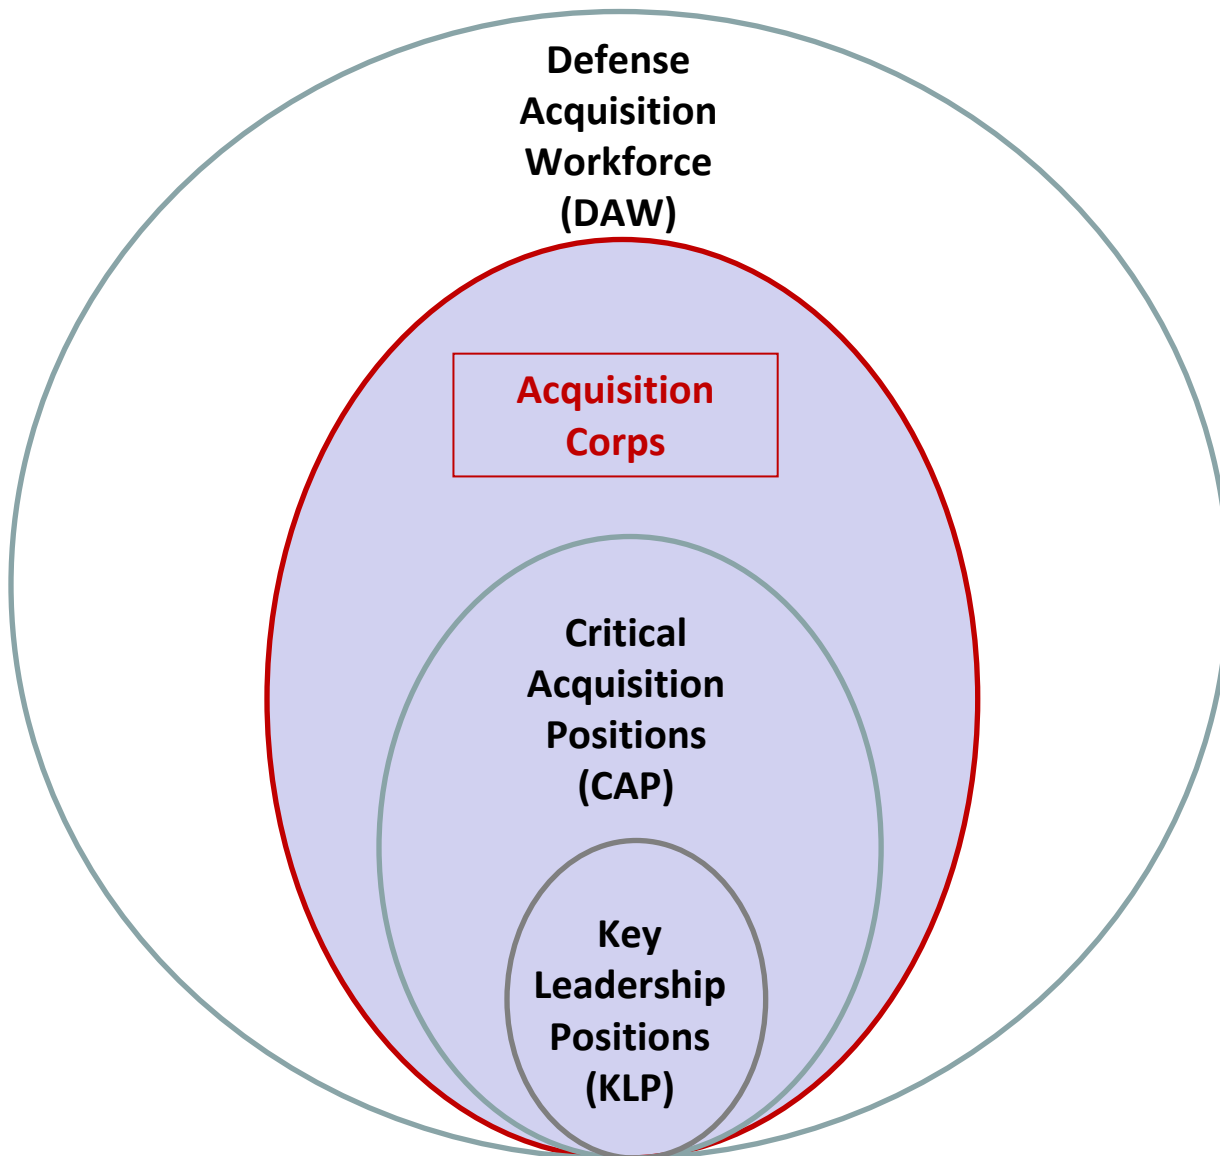 Defense
Acquisition
Workforce
(DAW)
Acquisition
Corps
Critical
Acquisition
Positions
(CAP)
Key
Leadership
Positions
(KLP)